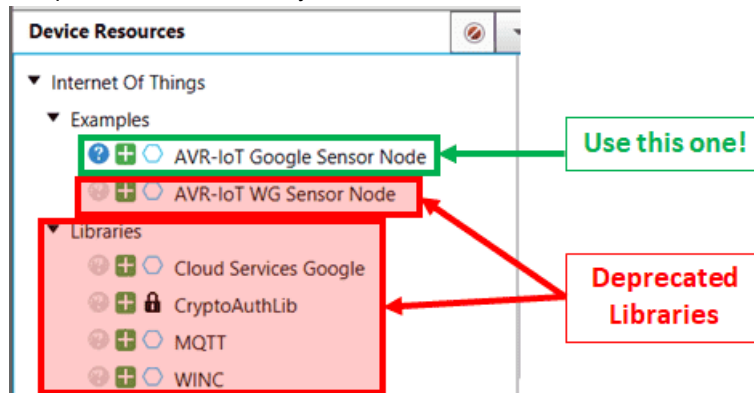 Device Resources
Internet Of Things
Examples
AVR-IoT Google Sensor Node
Use this one!
AVR-IoT WG Sensor Node
Libraries
Cloud Services Google
CryptoAuthLib
MQTT
WINC
Deprecated
Libraries